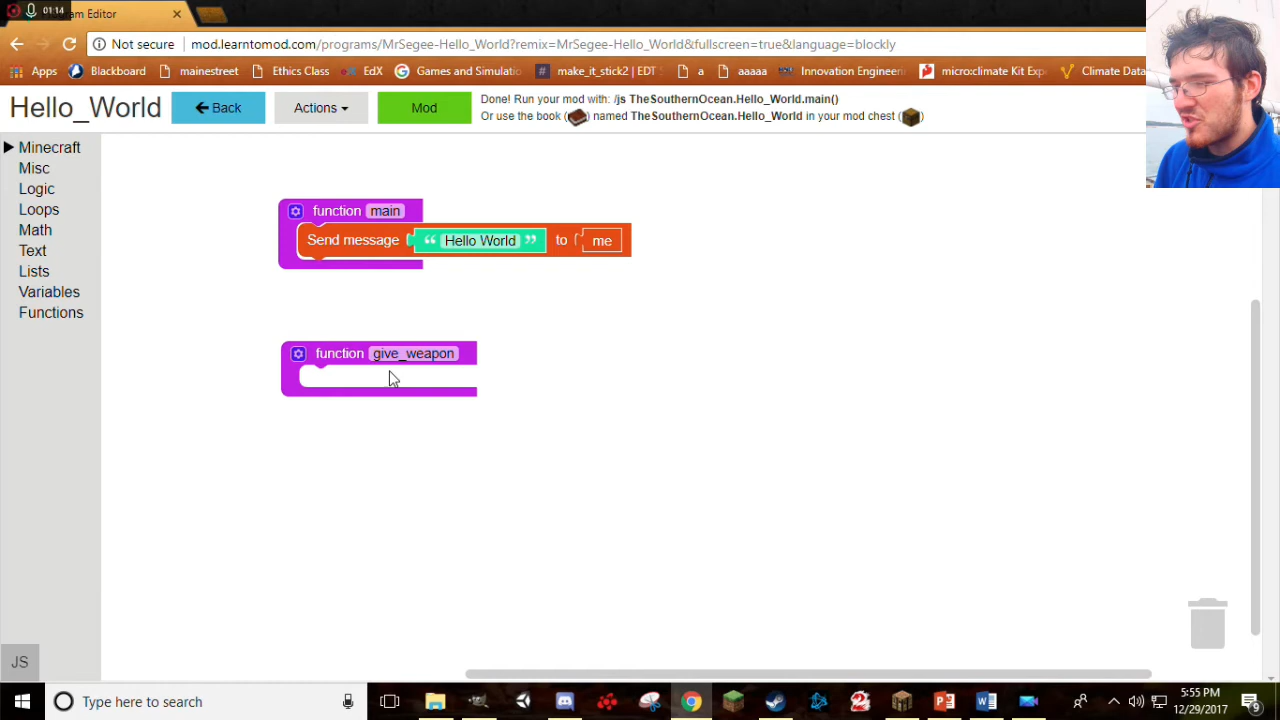 01:14
gram Editor
Not secure
mod.learntomod.com/programs/MrSegee-Hello_World?remix=MrSegee-Hello_World&fullscreen=true&language=blockly
Apps Blackboard mainestreet Ethics Class EdX Games and Simulatio make_it_stick2 | EDT S a aaaaa Innovation Engineer micro:climate Kit Exp Climate Data
Hello_World Back Actions Mod
Done! Run your mod with: /js TheSouthernOcean.Hello_World.main()
Or use the book ( ) named TheSouthernOcean.Hello_World in your mod chest ( )
Minecraft
Misc
Logic
Loops
Math
Text
Lists
Variables
Functions
function main
Send message “ Hello World ” to me
function give_weapon
JS
Type here to search
5:55 PM
12/29/2017
9